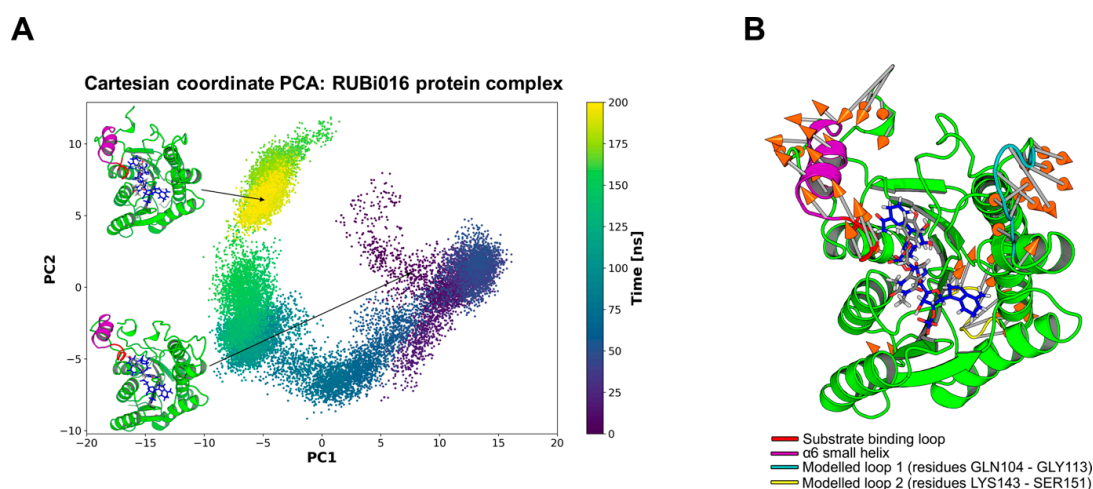 A
B
Cartesian coordinate PCA: RUBi016 protein complex
PC2
10
5
0
−5
−10
−20
−15
−10
−5
0
5
10
15
20
PC1
200
175
150
125
100
75
50
25
0
Time [ns]
Substrate binding loop
α6 small helix
Modelled loop 1 (residues GLN104 - GLY113)
Modelled loop 2 (residues LYS143 - SER151)